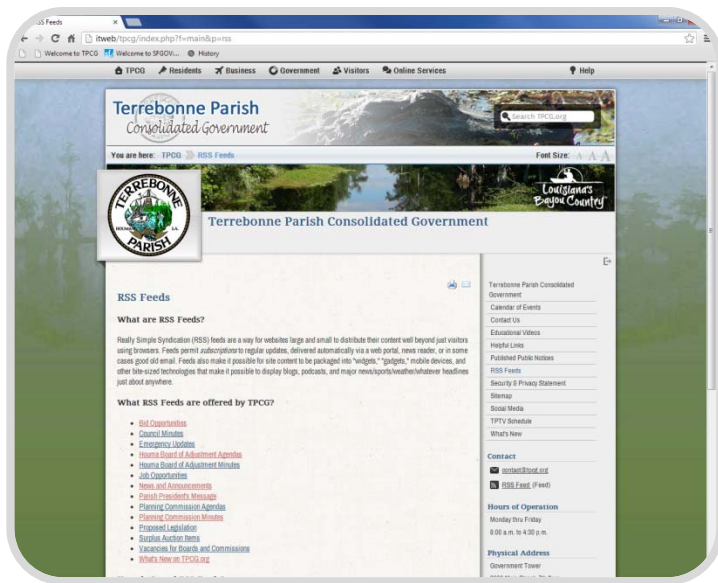 RSS Feeds
itweb/tpcg/index.php?f=main&p=rss
Welcome to TPCG Welcome to SFGOV... History
TPCG Residents Business Government Visitors Online Services Help
Terrebonne Parish
Consolidated Government
Search TPCG.org
You are here: TPCG RSS Feeds
Font Size: A A A
Louisiana's
Bayou Country
TERREBONNE
HOUMA LA.
PARISH
Terrebonne Parish Consolidated Government
RSS Feeds
What are RSS Feeds?
Really Simple Syndication (RSS) feeds are a way for websites large and small to distribute their content well beyond just visitors
using browsers. Feeds permit subscriptions to regular updates, delivered automatically via a web portal, news reader, or in some
cases good old email. Feeds also make it possible for site content to be packaged into "widgets," "gadgets," mobile devices, and
other bite-sized technologies that make it possible to display blogs, podcasts, and major news/sports/weather/whatever headlines
just about anywhere.
What RSS Feeds are offered by TPCG?
Bid Opportunities
Council Minutes
Emergency Updates
Houma Board of Adjustment Agendas
Houma Board of Adjustment Minutes
Job Opportunities
News and Announcements
Parish President's Message
Planning Commission Agendas
Planning Commission Minutes
Proposed Legislation
Surplus Auction Items
Vacancies for Boards and Commissions
What's New on TPCG.org
Terrebonne Parish Consolidated
Government
Calendar of Events
Contact Us
Educational Videos
Helpful Links
Published Public Notices
RSS Feeds
Security & Privacy Statement
Sitemap
Social Media
TPTV Schedule
What's New
Contact
contact@tpcg.org
RSS Feed (Feed)
Hours of Operation
Monday thru Friday
8:00 a.m. to 4:30 p.m.
Physical Address
Government Tower